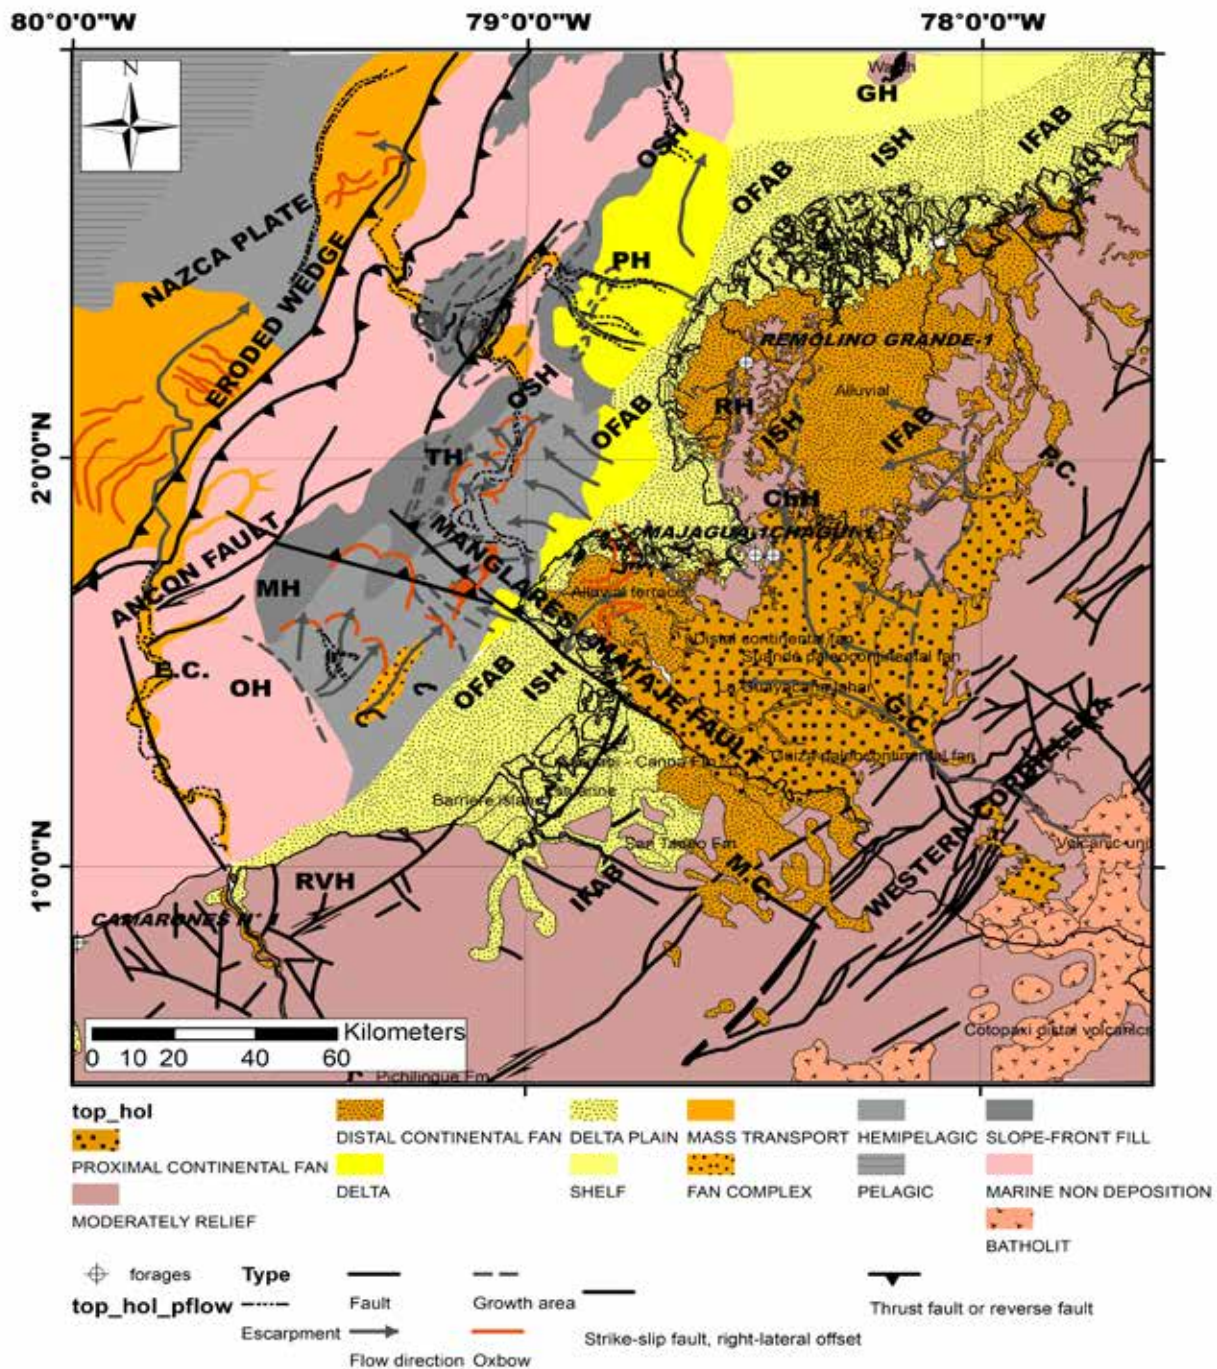 80°0'0"W
79°0'0"W
78°0'0"W
N
GH
OSH
OFAB
ISH
IFAB
NAZCA PLATE
PH
ERODED WEDGE
REMOLINO GRANDE-1
Alluvial
OSH
OFAB
RH
ISH
IFAB
2°0'0"N
TH
P.C.
ChH
ANCON FAULT
MANGLARES-MATAJE FAULT
MH
Alluvial terrace
Distal continental fan
E.C.
OH
OFAB
ISH
G.C.
Barriere island
San Tadeo Fm
1°0'0"N
RVH
IFAB
M.C.
WESTERN CORDILLERA
CAMARONES N° 1
Cotopaxi distal volcanics
Kilometers
0 10 20 40 60
Pichilingue Fm
top_hol
DISTAL CONTINENTAL FAN
DELTA PLAIN
MASS TRANSPORT
HEMIPELAGIC
SLOPE-FRONT FILL
PROXIMAL CONTINENTAL FAN
DELTA
SHELF
FAN COMPLEX
PELAGIC
MARINE NON DEPOSITION
MODERATELY RELIEF
BATHOLIT
forages
Type
top_hol_pflow
Fault
Growth area
Thrust fault or reverse fault
Escarpment
Strike-slip fault, right-lateral offset
Flow direction
Oxbow